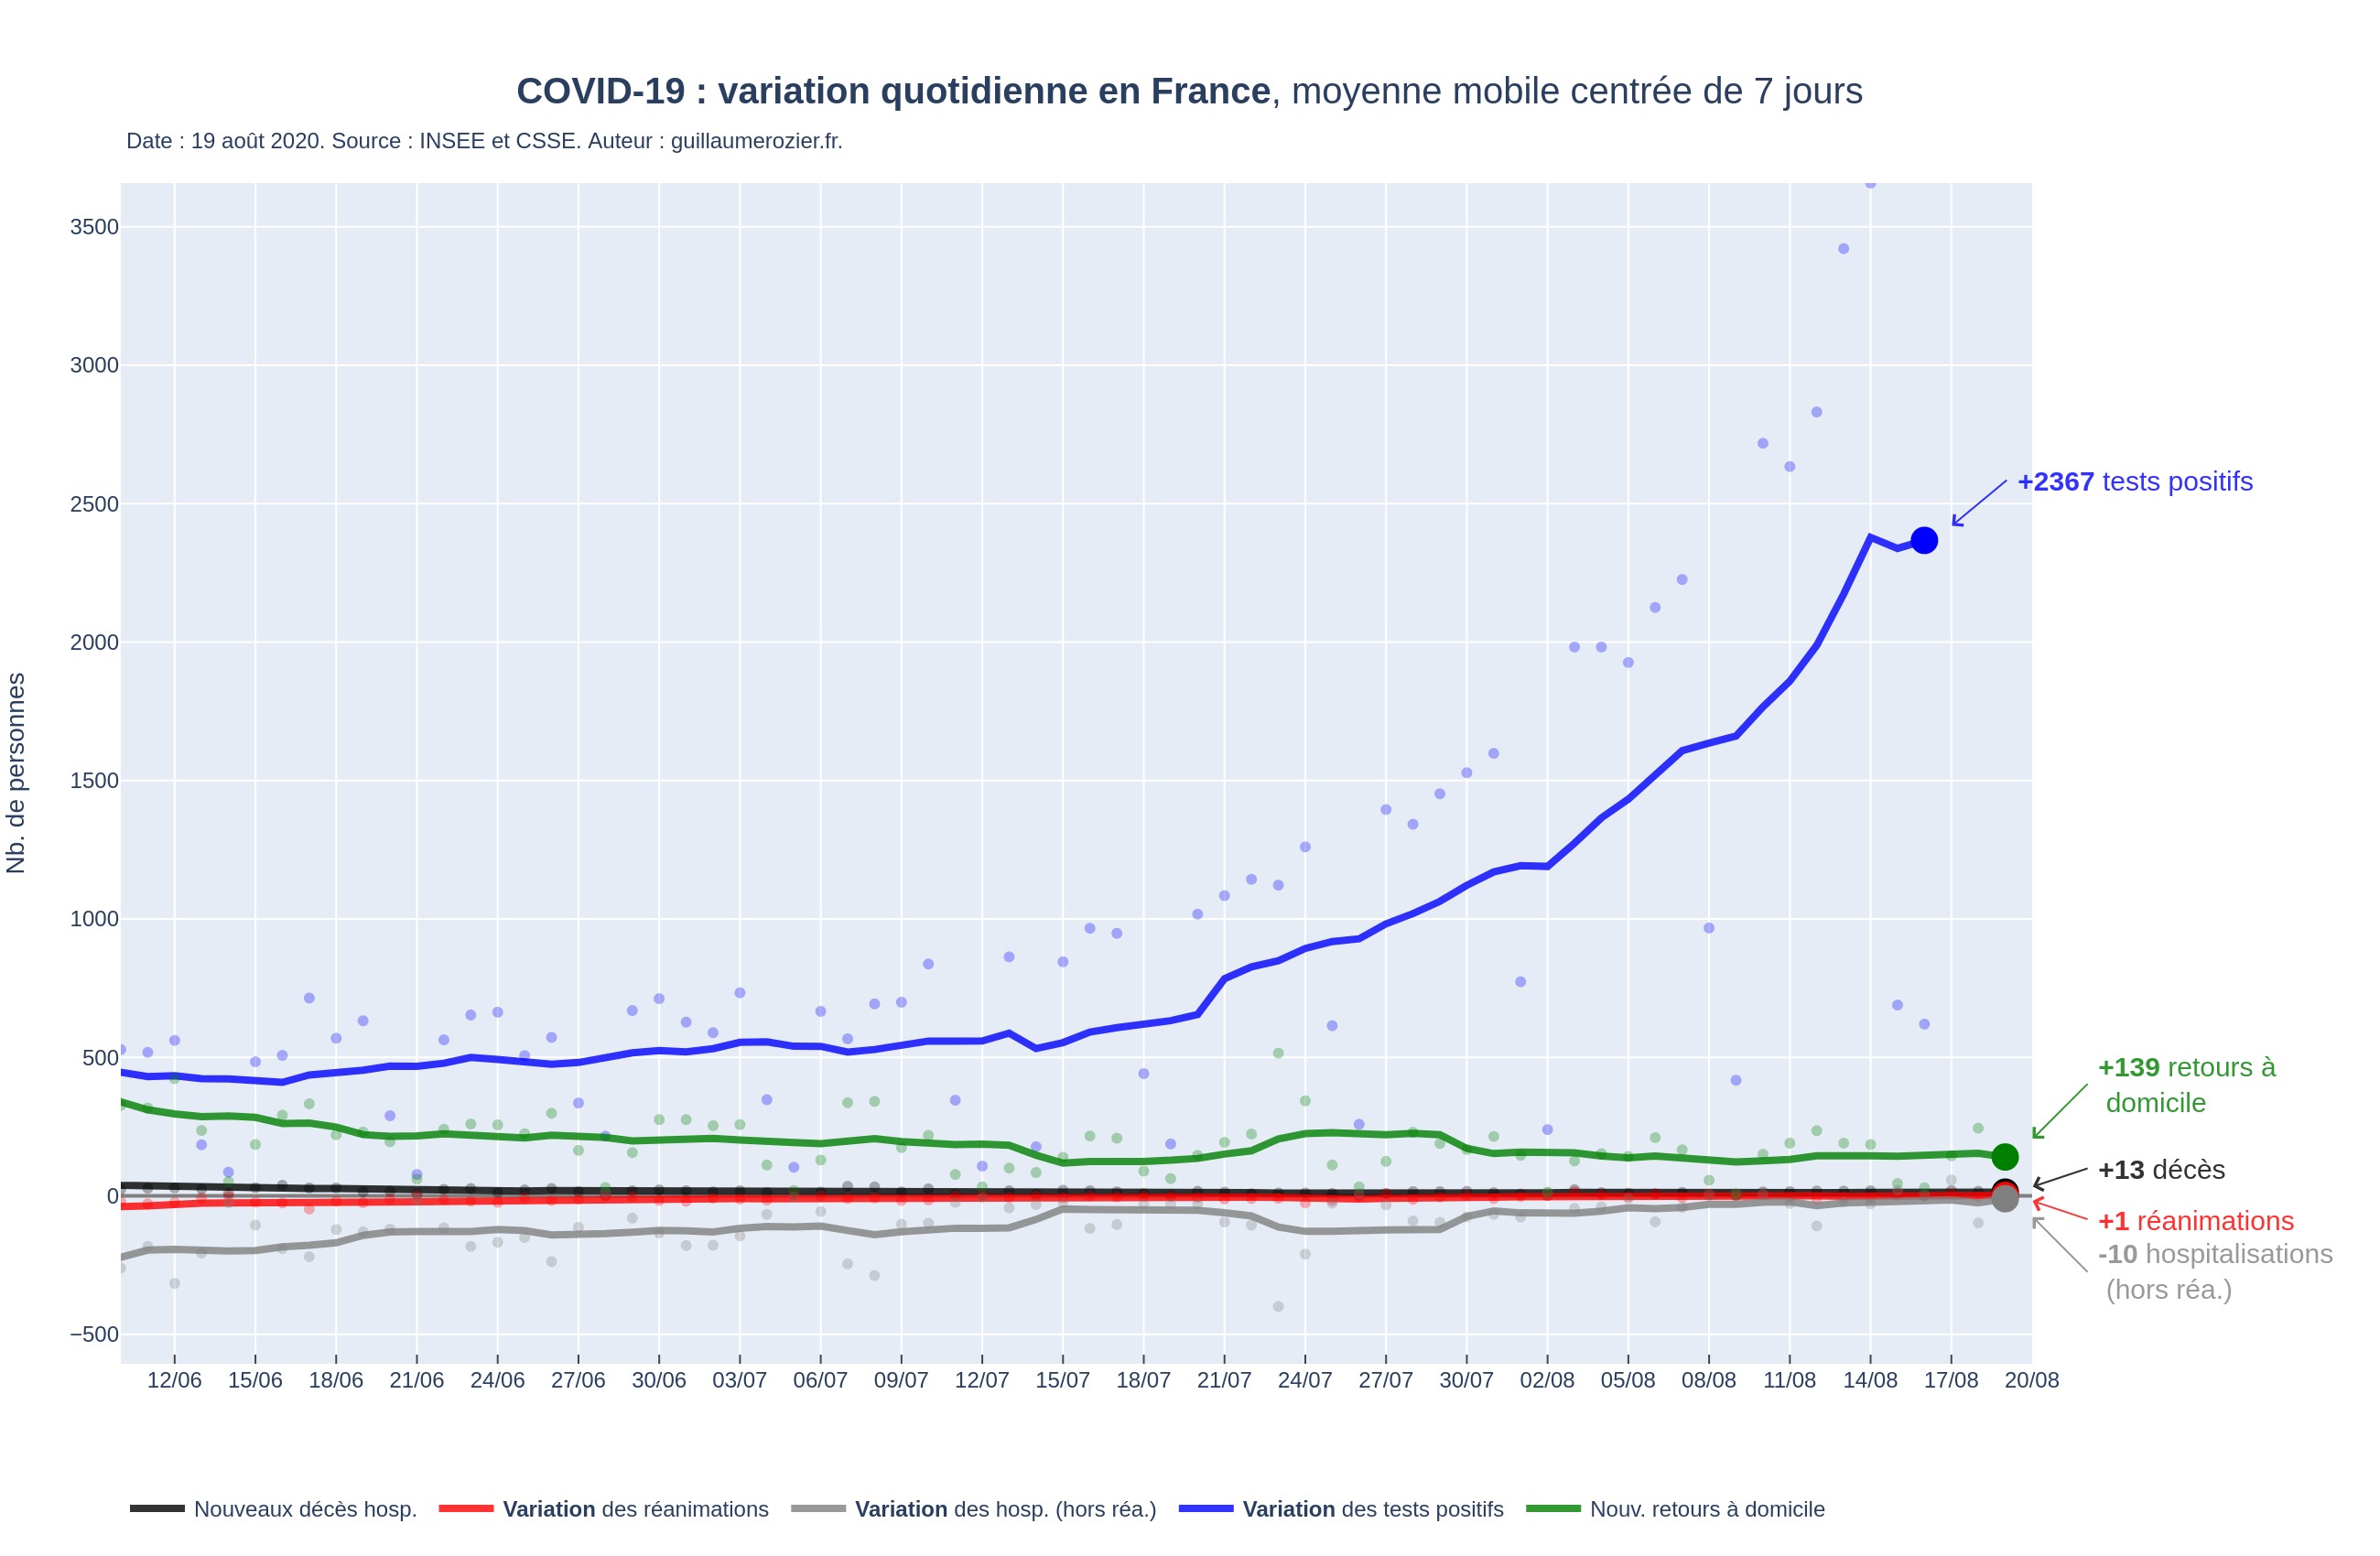 COVID-19 : variation quotidienne en France, moyenne mobile centrée de 7 jours
Date : 19 août 2020. Source : INSEE et CSSE. Auteur : guillaumerozier.fr.
Nb. de personnes
3500
3000
2500
2000
1500
1000
500
0
−500
+2367 tests positifs
+139 retours à
domicile
+13 décès
+1 réanimations
-10 hospitalisations
(hors réa.)
12/06 15/06 18/06 21/06 24/06 27/06 30/06 03/07 06/07 09/07 12/07 15/07 18/07 21/07 24/07 27/07 30/07 02/08 05/08 08/08 11/08 14/08 17/08 20/08
Nouveaux décès hosp. Variation des réanimations Variation des hosp. (hors réa.) Variation des tests positifs Nouv. retours à domicile